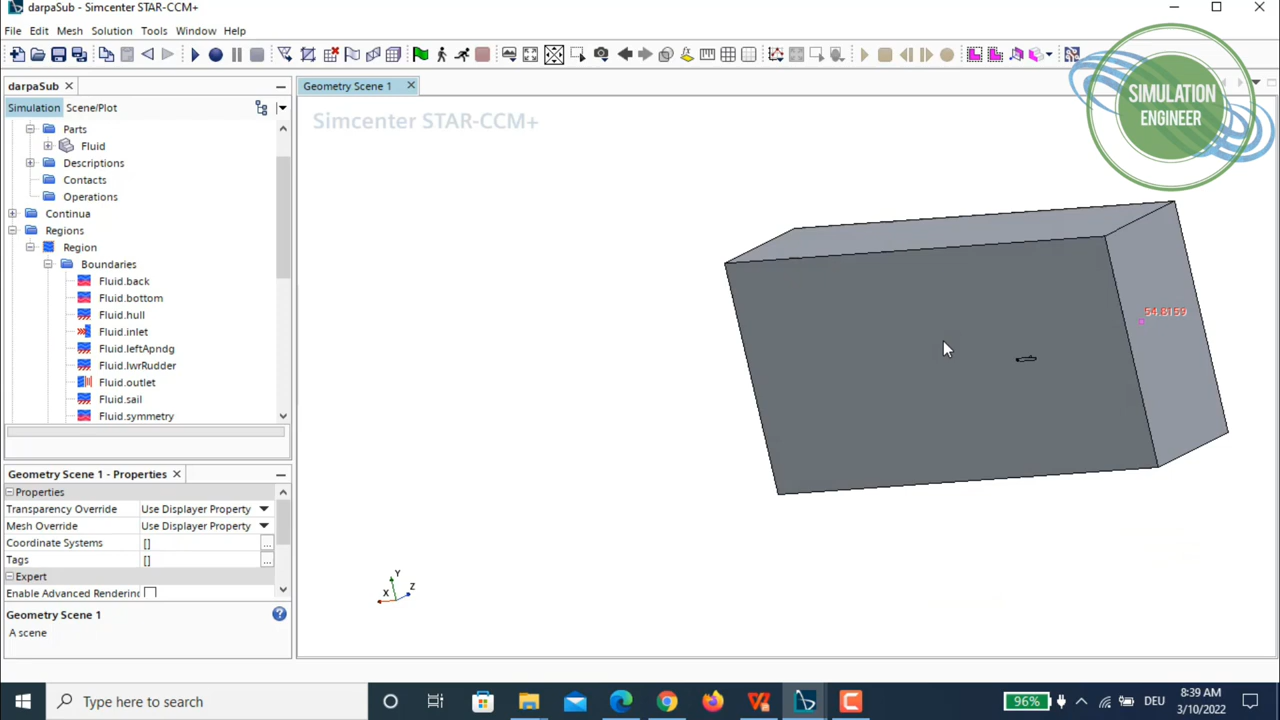 darpaSub - Simcenter STAR-CCM+
File Edit Mesh Solution Tools Window Help
darpaSub
Simulation Scene/Plot
Parts
Fluid
Descriptions
Contacts
Operations
Continua
Regions
Region
Boundaries
Fluid.back
Fluid.bottom
Fluid.hull
Fluid.inlet
Fluid.leftApndg
Fluid.lwrRudder
Fluid.outlet
Fluid.sail
Fluid.symmetry
Geometry Scene 1 - Properties
Properties
Transparency Override Use Displayer Property
Mesh Override Use Displayer Property
Coordinate Systems [] ...
Tags [] ...
Expert
Enable Advanced Renderinc
Geometry Scene 1
A scene
Geometry Scene 1
Simcenter STAR-CCM+
SIMULATION
ENGINEER
54.8159
Y
Z
X
Type here to search
96%
DEU
8:39 AM
3/10/2022